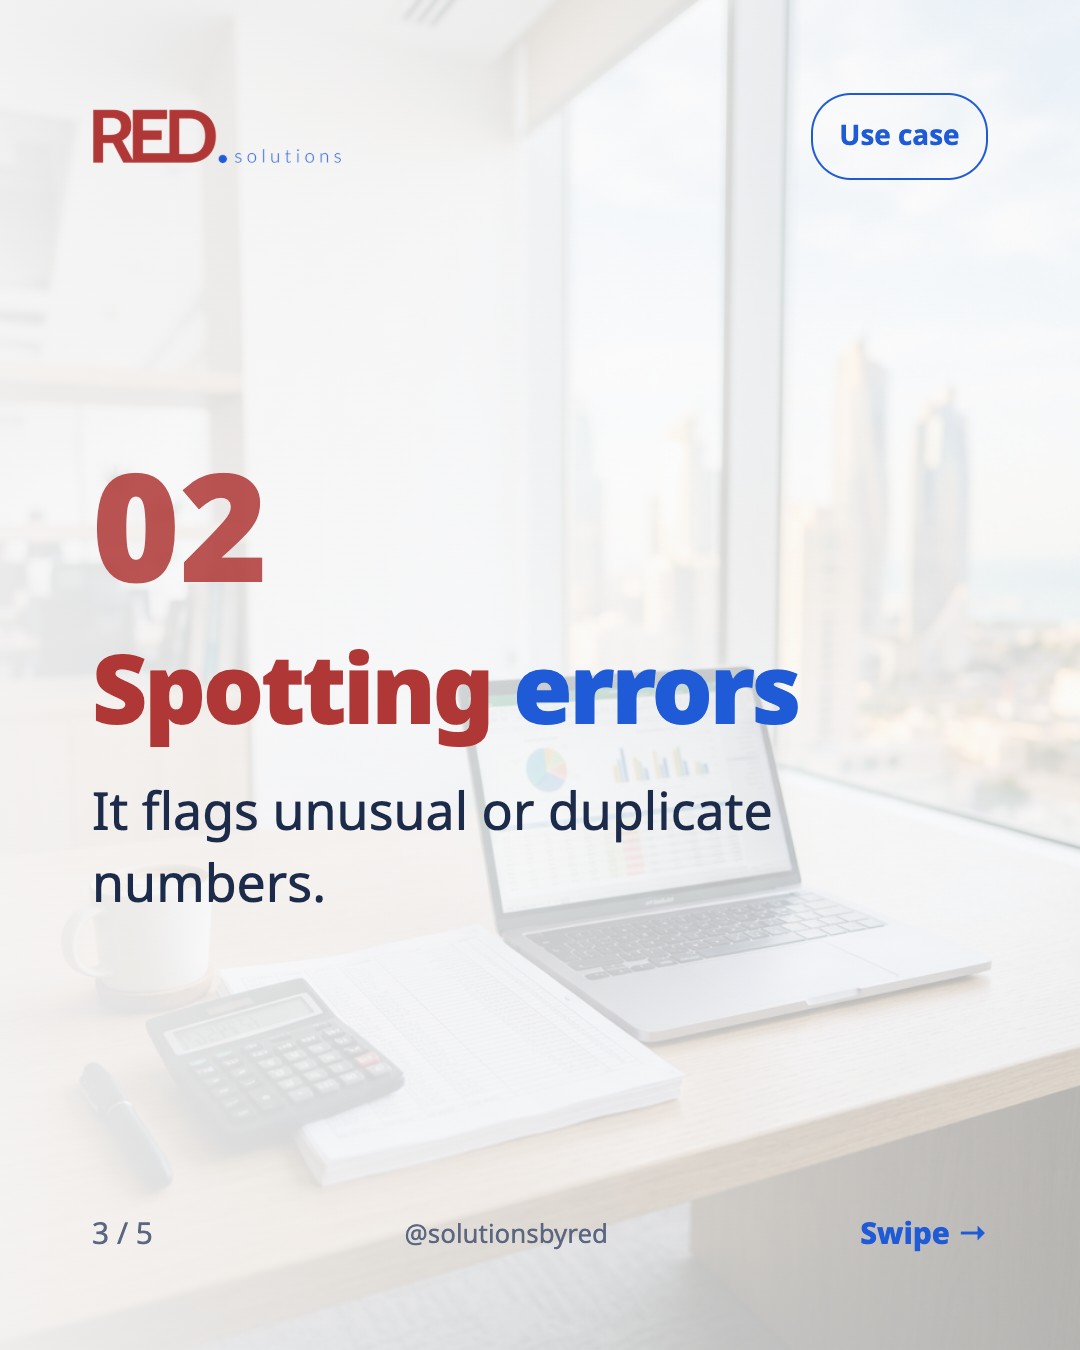 RED.solutions
Use case
02
Spotting errors
It flags unusual or duplicate
numbers.
3 / 5
@solutionsbyred
Swipe →